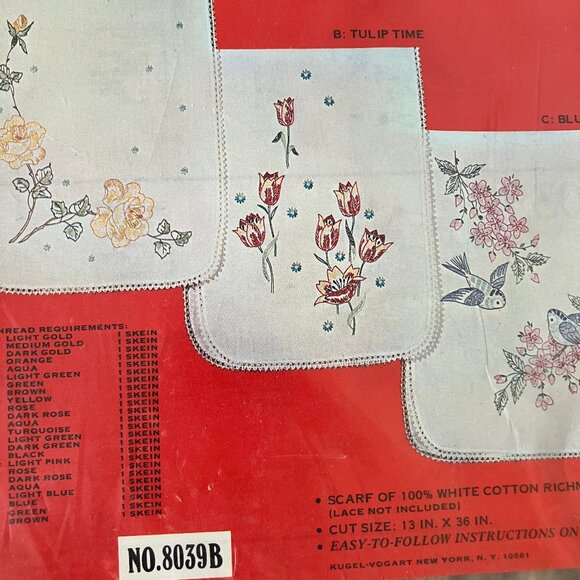 B: TULIP TIME
C: BLU
THREAD REQUIREMENTS:
LIGHT GOLD 1 SKEIN
MEDIUM GOLD 1 SKEIN
DARK GOLD 1 SKEIN
ORANGE 1 SKEIN
AQUA 1 SKEIN
LIGHT GREEN 1 SKEIN
GREEN 1 SKEIN
BROWN 1 SKEIN
YELLOW 1 SKEIN
ROSE 1 SKEIN
DARK ROSE 1 SKEIN
AQUA 1 SKEIN
TURQUOISE 1 SKEIN
LIGHT GREEN 1 SKEIN
DARK GREEN 1 SKEIN
BLACK 1 SKEIN
LIGHT PINK 1 SKEIN
ROSE 1 SKEIN
DARK ROSE 1 SKEIN
AQUA 1 SKEIN
LIGHT BLUE 1 SKEIN
BLUE 1 SKEIN
GREEN 1 SKEIN
BROWN 1 SKEIN
NO.8039B
• SCARF OF 100% WHITE COTTON RICHM
(LACE NOT INCLUDED)
• CUT SIZE: 13 IN. X 36 IN.
• EASY-TO-FOLLOW INSTRUCTIONS ON
KUGEL-VOGART NEW YORK, N.Y. 10001